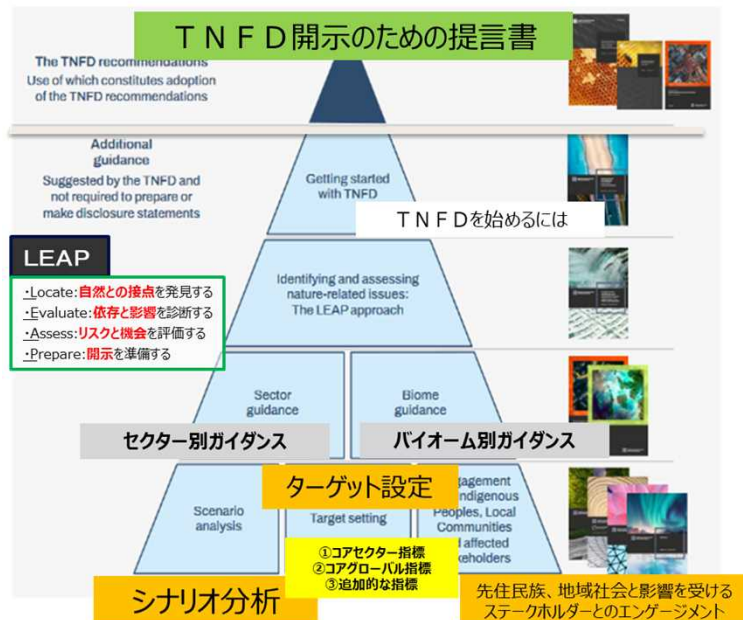 ＴＮＦＤ開示のための提言書
The TNFD recommendations
Use of which constitutes adoption
of the TNFD recommendations
Additional
guidance
Suggested by the TNFD and
not required to prepare or
make disclosure statements
Getting started
with TNFD
ＴＮＦＤを始めるには
LEAP
・Locate:自然との接点を発見する
・Evaluate:依存と影響を診断する
・Assess:リスクと機会を評価する
・Prepare:開示を準備する
Identifying and assessing
nature-related issues:
The LEAP approach
Sector
guidance
Biome
guidance
セクター別ガイダンス
バイオーム別ガイダンス
ターゲット設定
Scenario
analysis
Target setting
Indigenous
Peoples, Local
Communities
affected
①コアセクター指標
②コアグローバル指標
③追加的な指標
シナリオ分析
先住民族、地域社会と影響を受ける
ステークホルダーとのエンゲージメント